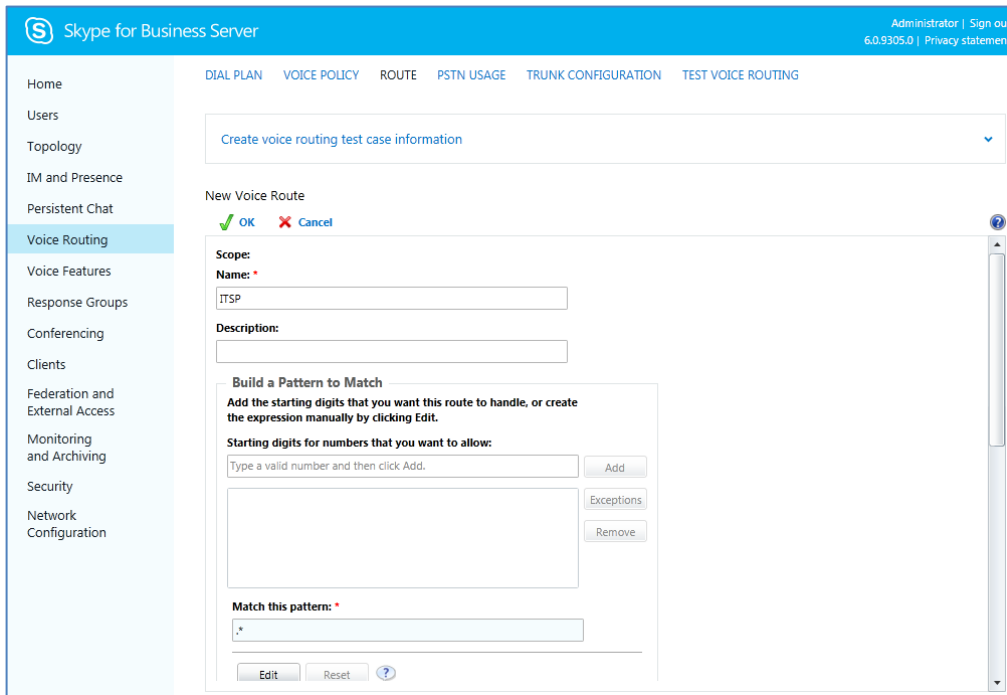 S Skype for Business Server
Administrator | Sign ou
6.0.9305.0 | Privacy statemen
Home
Users
Topology
IM and Presence
Persistent Chat
Voice Routing
Voice Features
Response Groups
Conferencing
Clients
Federation and
External Access
Monitoring
and Archiving
Security
Network
Configuration
DIAL PLAN VOICE POLICY ROUTE PSTN USAGE TRUNK CONFIGURATION TEST VOICE ROUTING
Create voice routing test case information
New Voice Route
OK Cancel
?
Scope:
Name: *
ITSP
Description:
Build a Pattern to Match
Add the starting digits that you want this route to handle, or create
the expression manually by clicking Edit.
Starting digits for numbers that you want to allow:
Type a valid number and then click Add. Add
Exceptions
Remove
Match this pattern: *
.*
Edit Reset ?